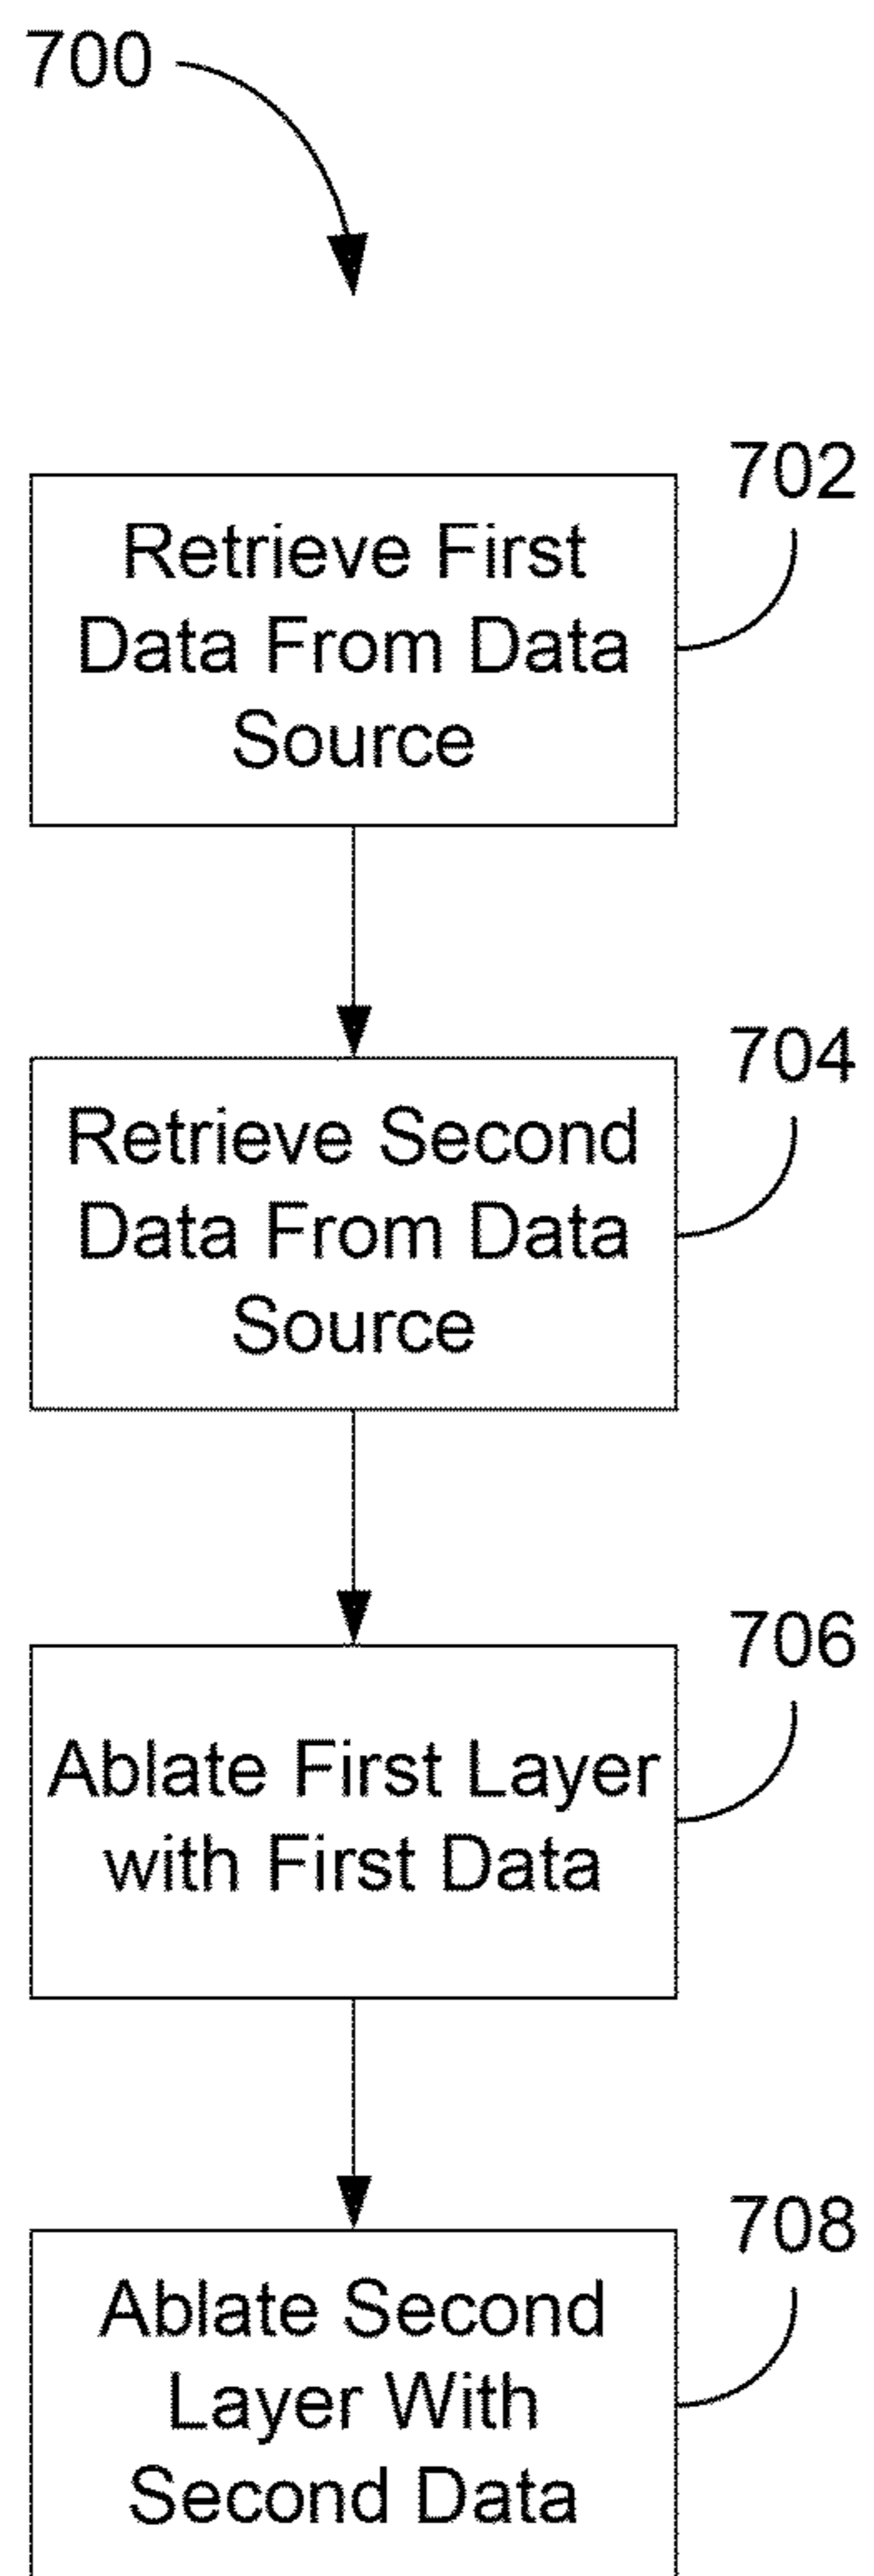 700
702
Retrieve First
Data From Data
Source
704
Retrieve Second
Data From Data
Source
706
Ablate First Layer
with First Data
708
Ablate Second
Layer With
Second Data